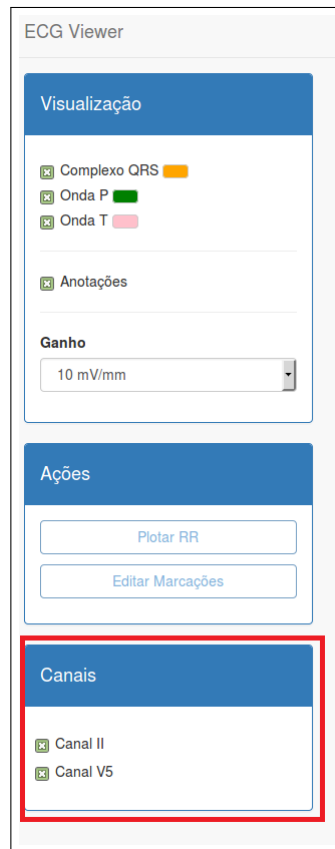 ECG Viewer
Visualização
Complexo QRS
Onda P
Onda T
Anotações
Ganho
10 mV/mm
Ações
Plotar RR
Editar Marcações
Canais
Canal II
Canal V5